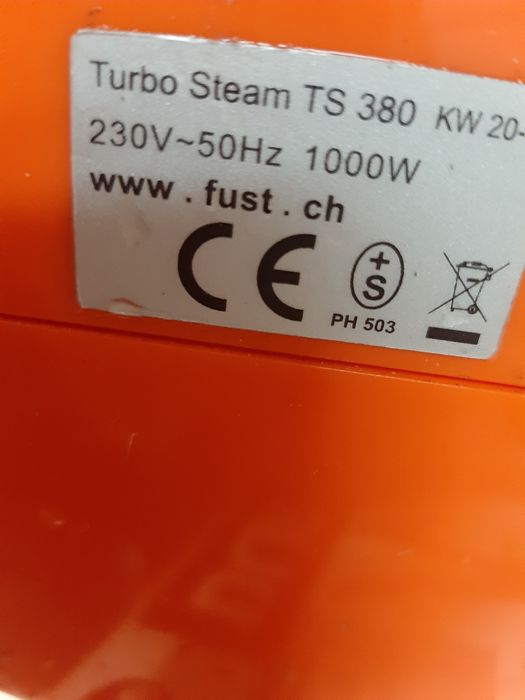 Turbo Steam TS 380 KW 20-
230V~50Hz 1000W
www . fust . ch
CE +S
PH 503